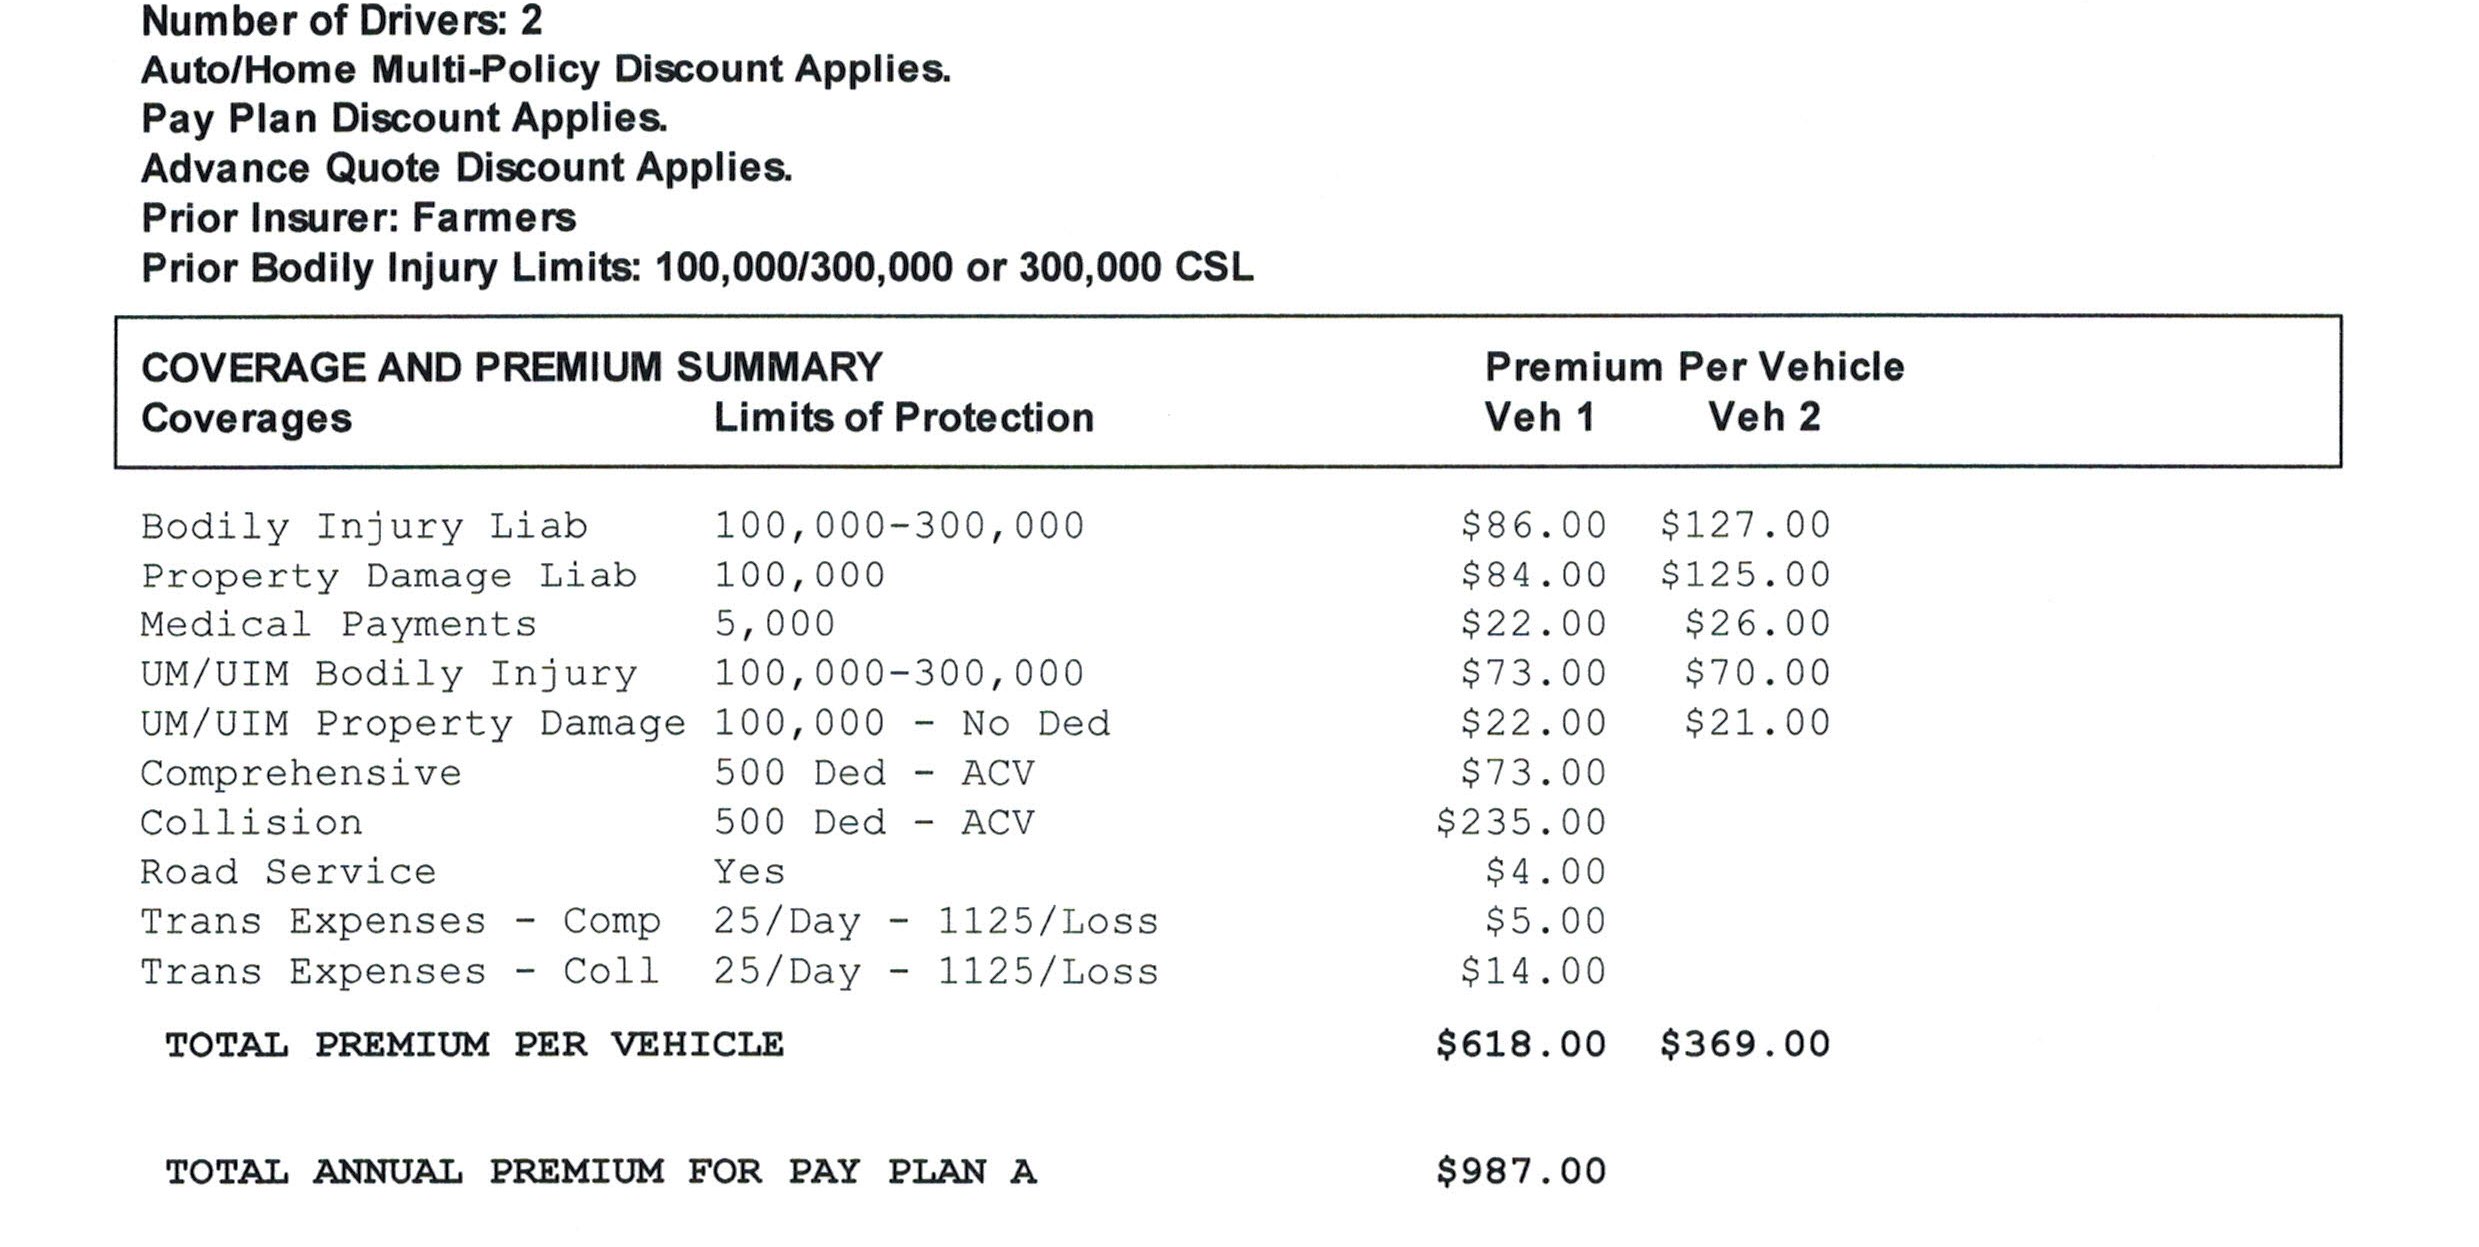 Number of Drivers: 2
Auto/Home Multi-Policy Discount Applies.
Pay Plan Discount Applies.
Advance Quote Discount Applies.
Prior Insurer: Farmers
Prior Bodily Injury Limits: 100,000/300,000 or 300,000 CSL
COVERAGE AND PREMIUM SUMMARY Premium Per Vehicle
Coverages Limits of Protection Veh 1 Veh 2
Bodily Injury Liab 100,000-300,000 $86.00 $127.00
Property Damage Liab 100,000 $84.00 $125.00
Medical Payments 5,000 $22.00 $26.00
UM/UIM Bodily Injury 100,000-300,000 $73.00 $70.00
UM/UIM Property Damage 100,000 - No Ded $22.00 $21.00
Comprehensive 500 Ded - ACV $73.00
Collision 500 Ded - ACV $235.00
Road Service Yes $4.00
Trans Expenses - Comp 25/Day - 1125/Loss $5.00
Trans Expenses - Coll 25/Day - 1125/Loss $14.00
TOTAL PREMIUM PER VEHICLE $618.00 $369.00
TOTAL ANNUAL PREMIUM FOR PAY PLAN A $987.00